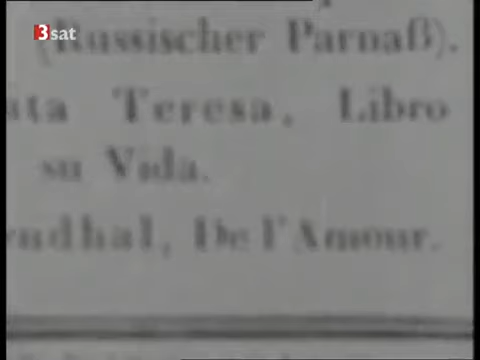 3sat
(Russischer Parnaß).
Teresa, Libro
su Vida.
De l'Amour.